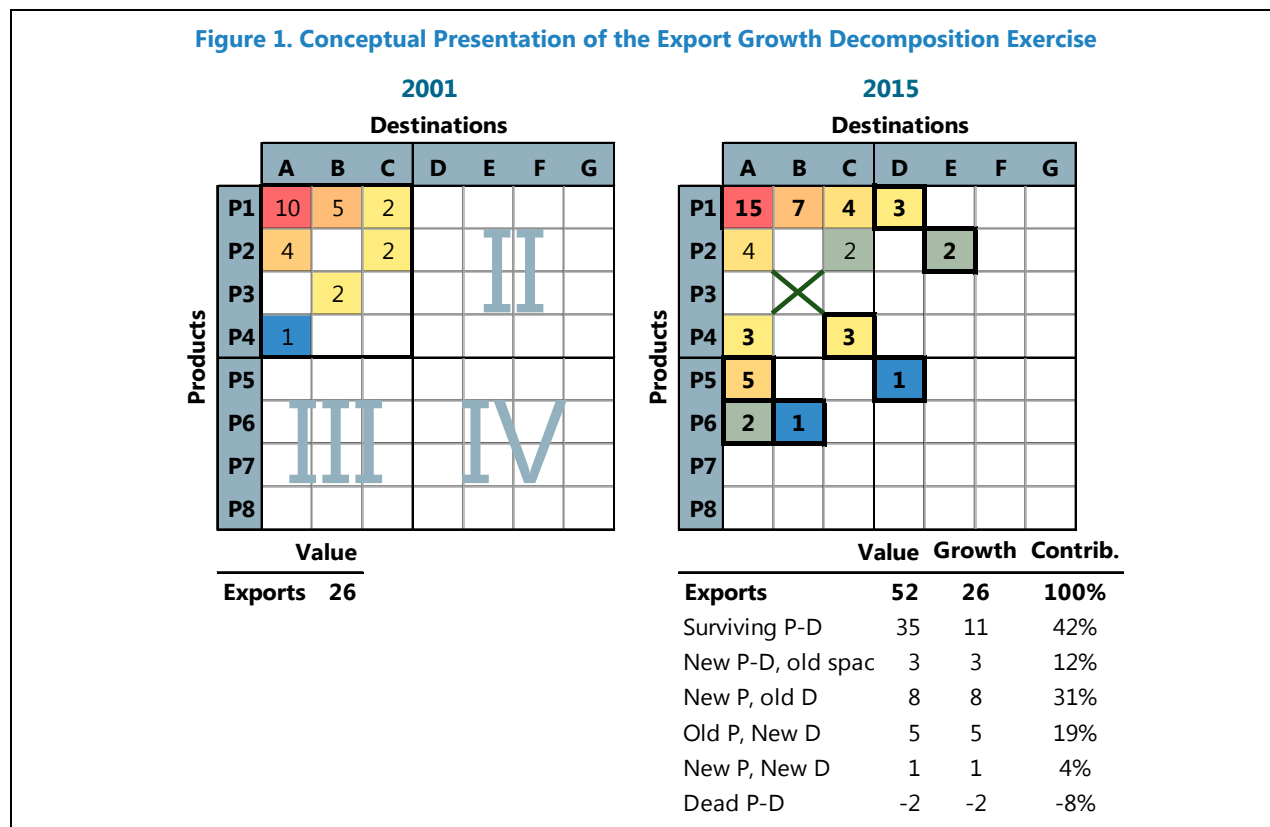 Figure 1. Conceptual Presentation of the Export Growth Decomposition Exercise
2001
Destinations
A B C D E F G
Products
P1 10 5 2
P2 4 2
P3 2
P4 1
P5
P6
P7
P8
II
III IV
Value
Exports 26
2015
Destinations
A B C D E F G
Products
P1 15 7 4 3
P2 4 2 2
P3
P4 3 3
P5 5 1
P6 2 1
P7
P8
Value Growth Contrib.
Exports 52 26 100%
Surviving P-D 35 11 42%
New P-D, old spac 3 3 12%
New P, old D 8 8 31%
Old P, New D 5 5 19%
New P, New D 1 1 4%
Dead P-D -2 -2 -8%